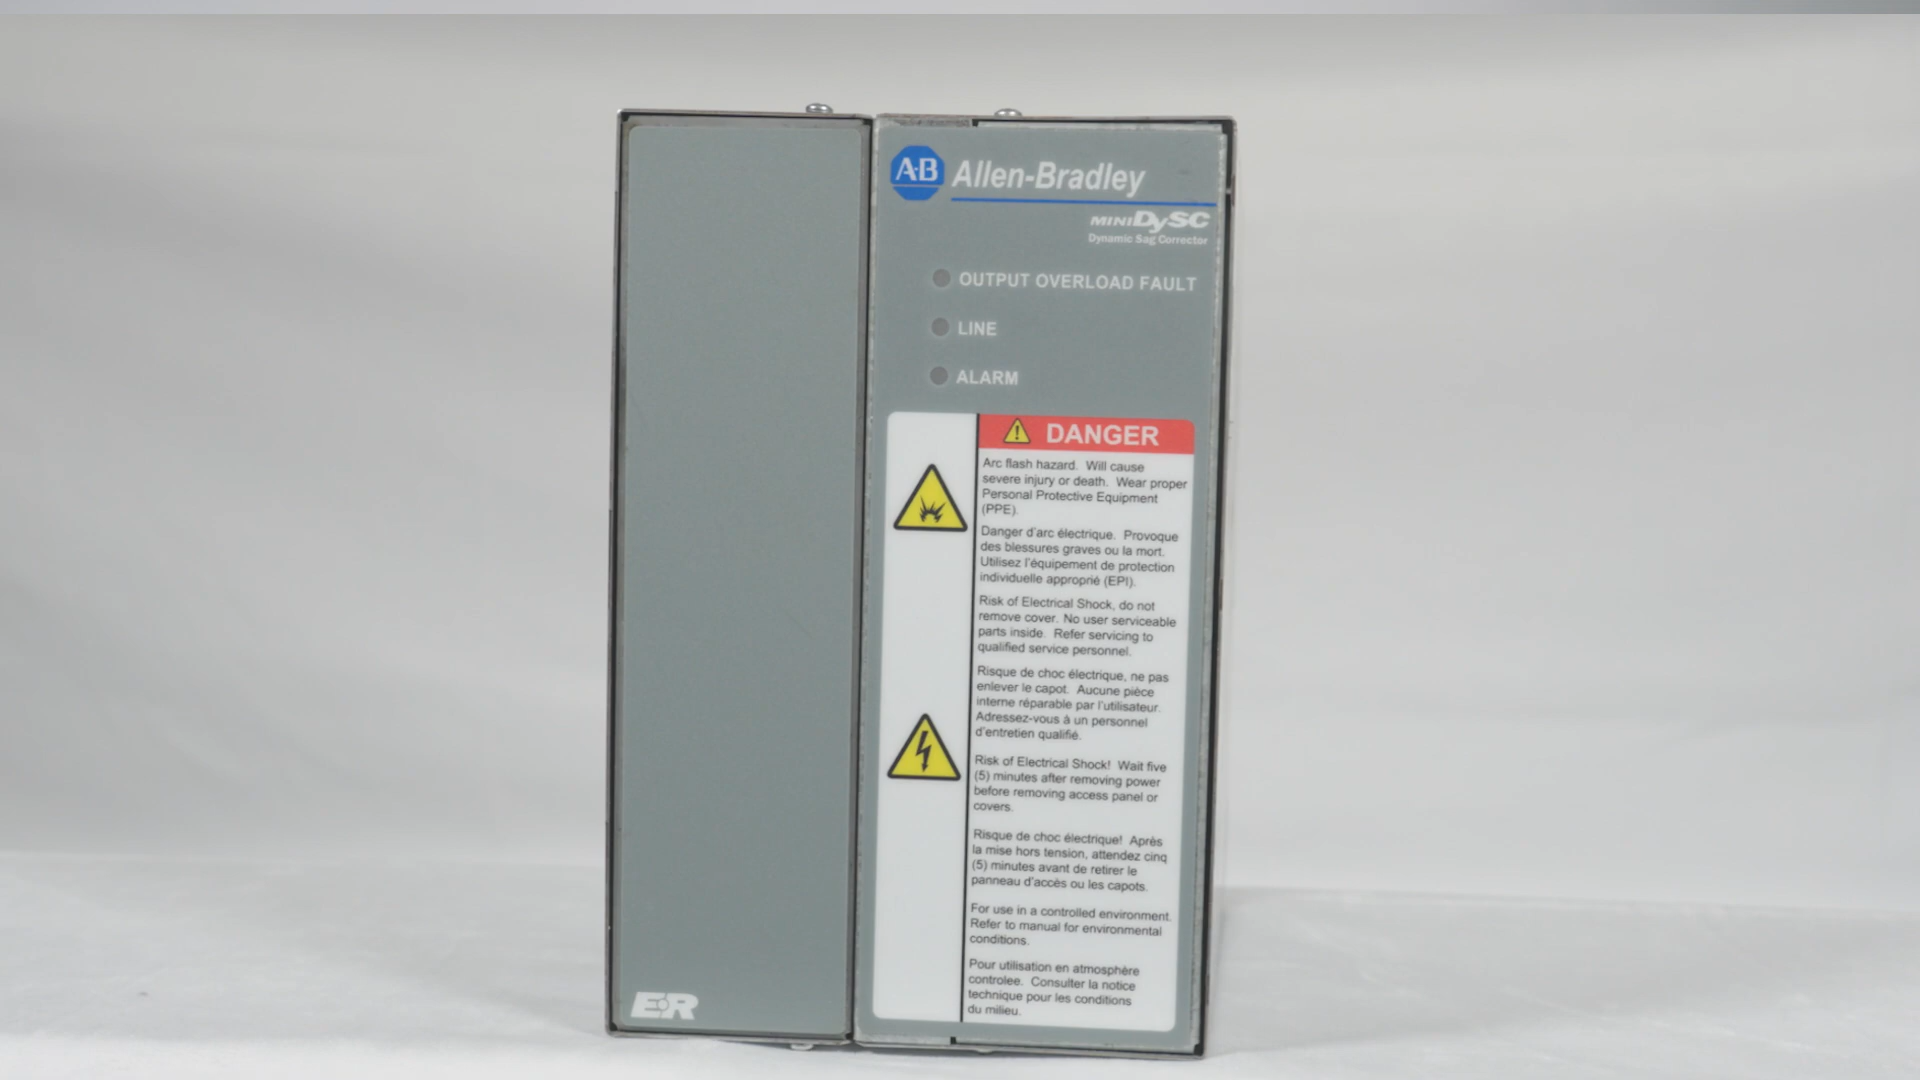 A-B Allen-Bradley
MINIDySC
Dynamic Sag Corrector
OUTPUT OVERLOAD FAULT
LINE
ALARM
DANGER
Arc flash hazard. Will cause
severe injury or death. Wear proper
Personal Protective Equipment
(PPE).
Danger d'arc électrique. Provoque
des blessures graves ou la mort.
Utilisez l'équipement de protection
individuelle approprié (EPI).
Risk of Electrical Shock, do not
remove cover. No user serviceable
parts inside. Refer servicing to
qualified service personnel.
Risque de choc électrique, ne pas
enlever le capot. Aucune pièce
interne réparable par l'utilisateur.
Adressez-vous à un personnel
d'entretien qualifié.
Risk of Electrical Shock! Wait five
(5) minutes after removing power
before removing access panel or
covers.
Risque de choc électrique! Après
la mise hors tension, attendez cinq
(5) minutes avant de retirer le
panneau d'accès ou les capots.
For use in a controlled environment.
Refer to manual for environmental
conditions.
Pour utilisation en atmosphère
controlee. Consulter la notice
technique pour les conditions
du milieu.
E&R